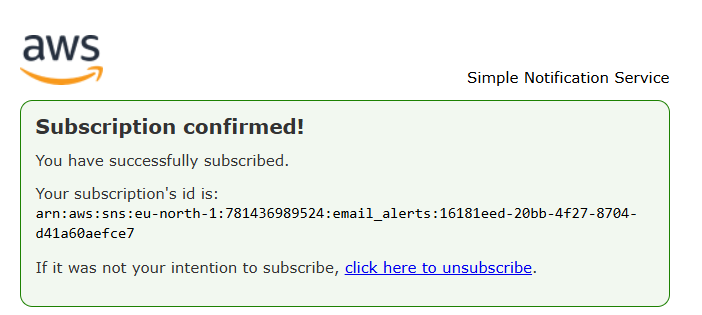 aws
Simple Notification Service
Subscription confirmed!
You have successfully subscribed.
Your subscription's id is:
arn:aws:sns:eu-north-1:781436989524:email_alerts:16181eed-20bb-4f27-8704-
d41a60aefce7
If it was not your intention to subscribe, click here to unsubscribe.